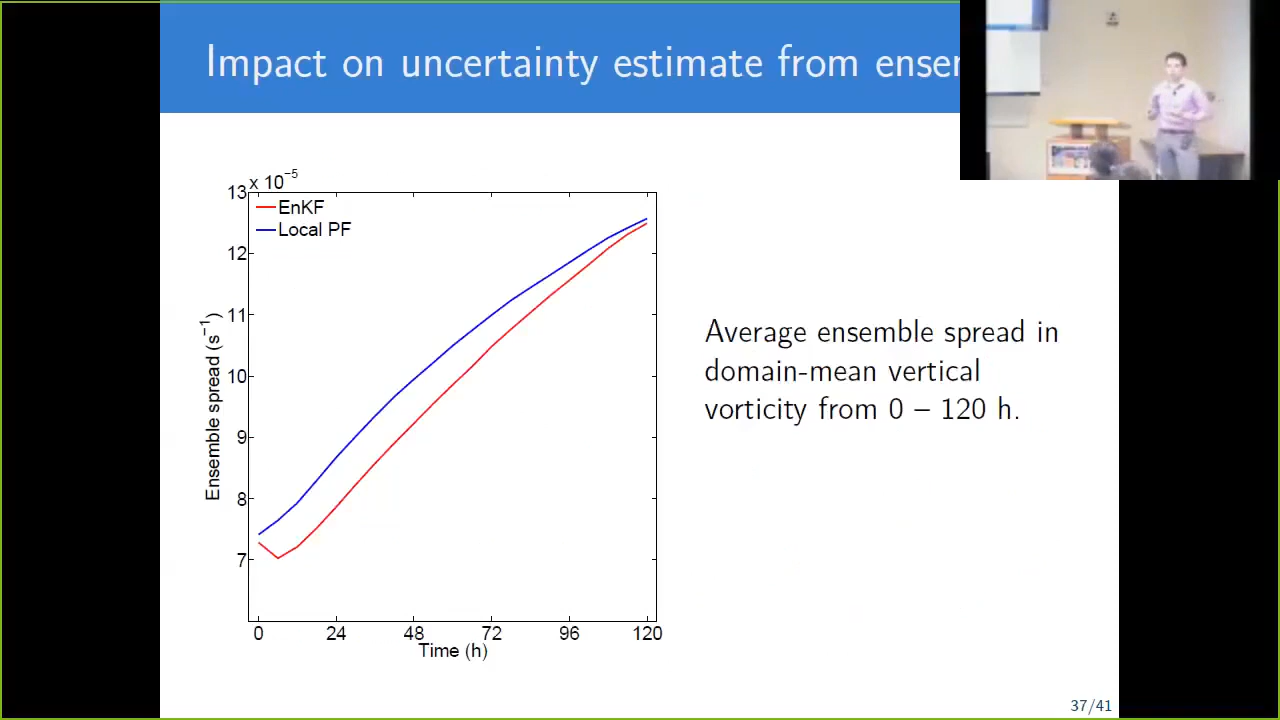 Impact on uncertainty estimate from
13 x 10⁻⁵
EnKF
Local PF
12
11
10
9
8
7
Ensemble spread (s⁻¹)
0 24 48 72 96 120
Time (h)
Average ensemble spread in
domain-mean vertical
vorticity from 0 – 120 h.
37/41